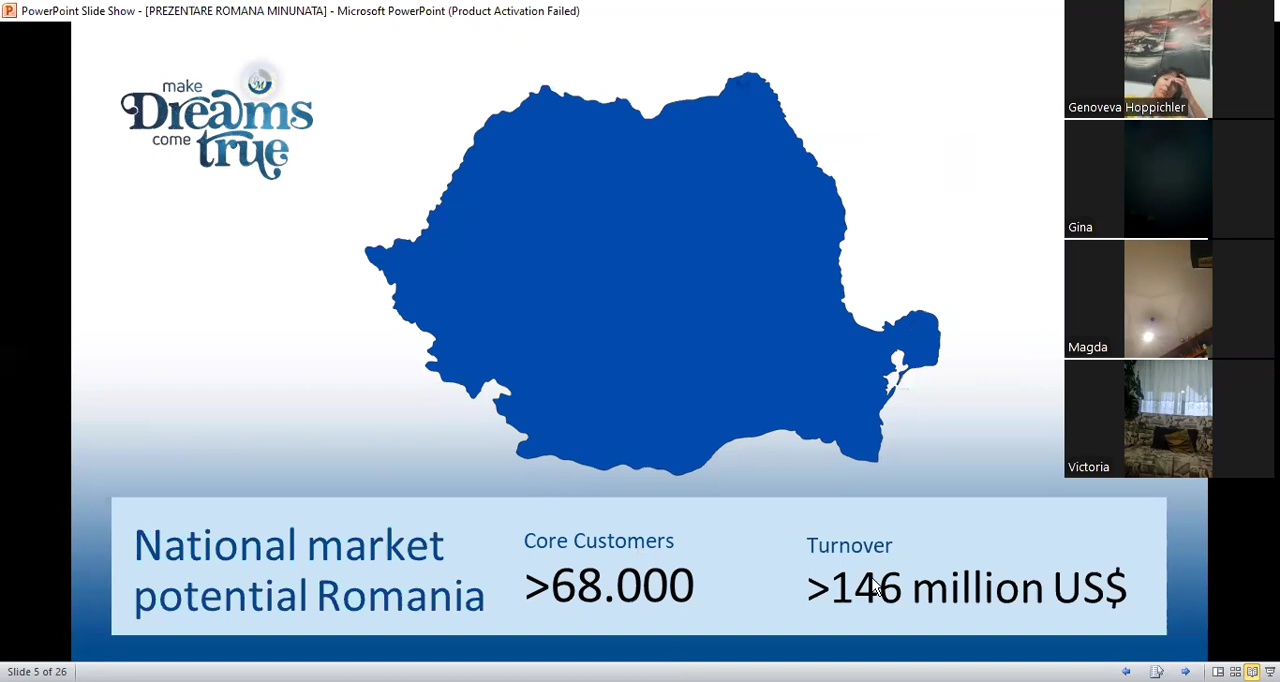 PowerPoint Slide Show - [PREZENTARE ROMANA MINUNATA] - Microsoft PowerPoint (Product Activation Failed)
make
Dreams
come
true
Genoveva Hoppichler
Gina
Magda
Victoria
National market
potential Romania
Core Customers
>68.000
Turnover
>146 million US$
Slide 5 of 26